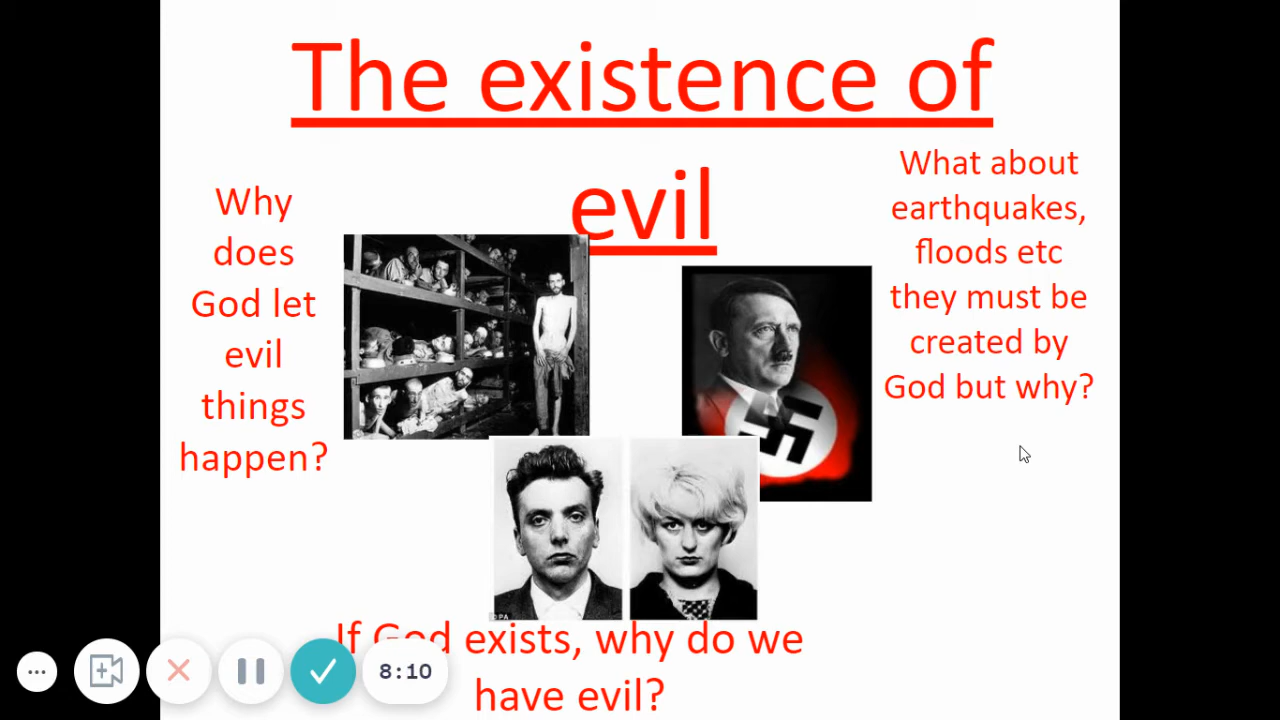 The existence of
evil
Why
does
God let
evil
things
happen?
What about
earthquakes,
floods etc
they must be
created by
God but why?
PA
If God exists, why do we
have evil?
8:10